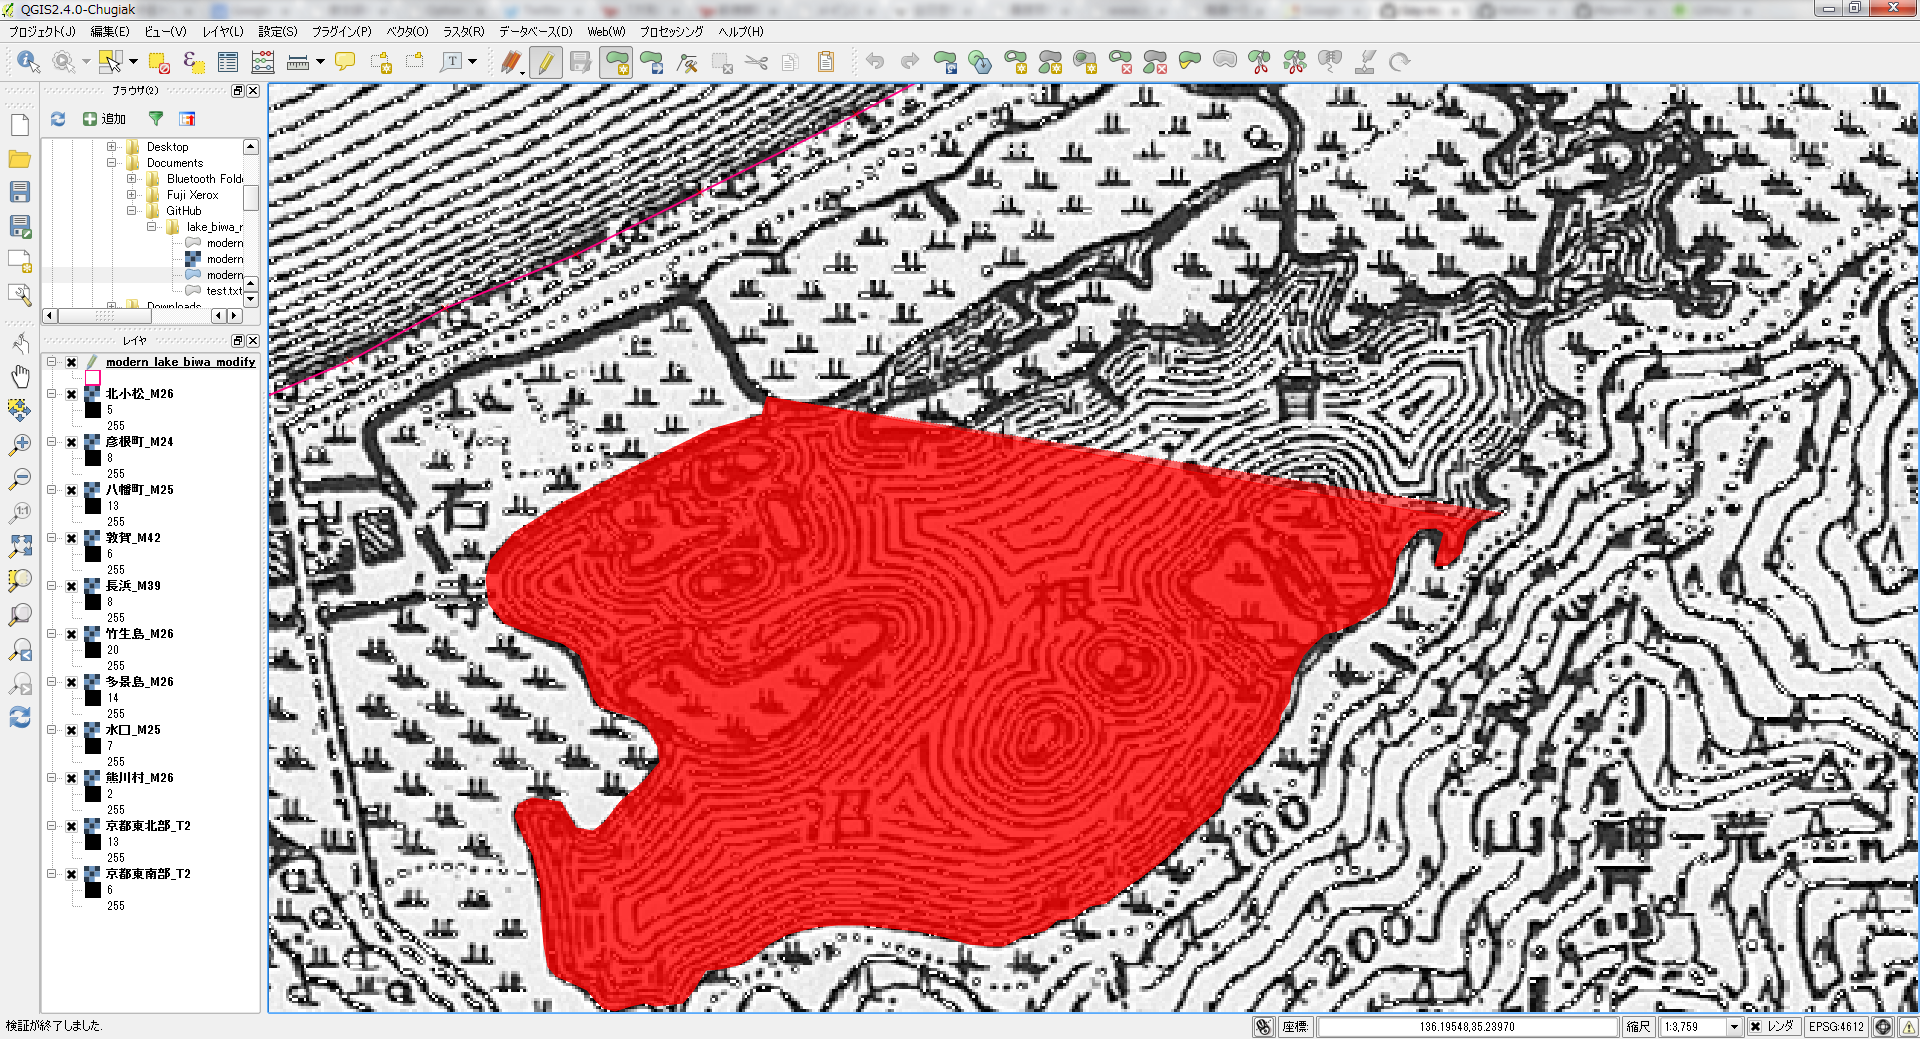 QGIS2.4.0-Chugiak
プロジェクト(J) 編集(E) ビュー(V) レイヤ(L) 設定(S) プラグイン(P) ベクタ(O) ラスタ(R) データベース(D) Web(W) プロセッシング ヘルプ(H)
ブラウザ(2)
追加
Desktop
Documents
Bluetooth Fold
Fuji Xerox
GitHub
lake_biwa_r
modern
modern
modern
test.txt
Downloads
レイヤ
modern lake biwa modify
北小松_M26
5
255
彦根町_M24
8
255
八幡町_M25
13
255
敦賀_M42
6
255
長浜_M39
8
255
竹生島_M26
20
255
多景島_M26
14
255
水口_M25
7
255
熊川村_M26
2
255
京都東北部_T2
13
255
京都東南部_T2
6
255
石
寺
根
100
山神一荒
200
検証が終了しました.
座標:
136.19548,35.23970
縮尺
1:3,759
レンダ
EPSG:4612